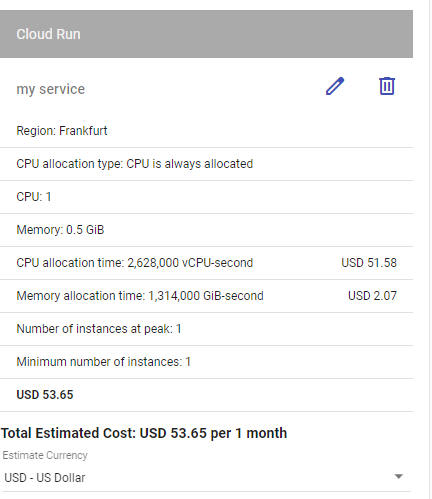 Cloud Run
my service
Region: Frankfurt
CPU allocation type: CPU is always allocated
CPU: 1
Memory: 0.5 GiB
CPU allocation time: 2,628,000 vCPU-second USD 51.58
Memory allocation time: 1,314,000 GiB-second USD 2.07
Number of instances at peak: 1
Minimum number of instances: 1
USD 53.65
Total Estimated Cost: USD 53.65 per 1 month
Estimate Currency
USD - US Dollar